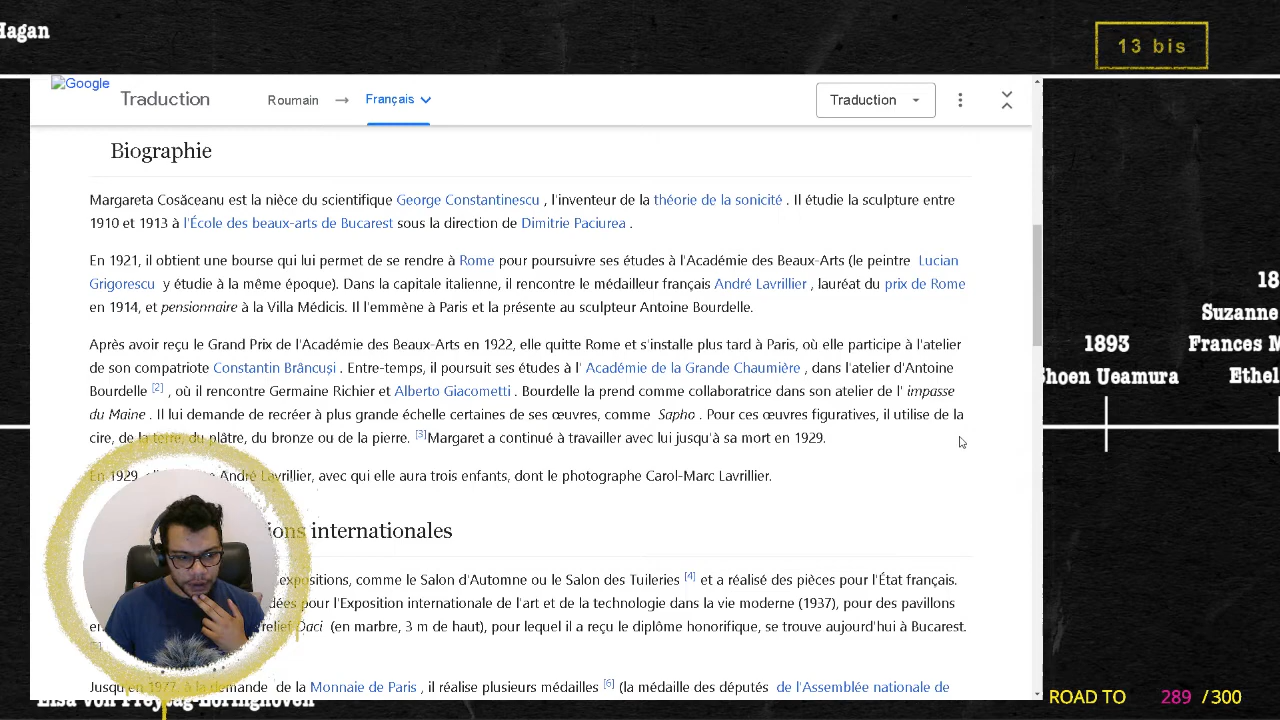 Hagan
13 bis
Google
Traduction
Roumain → Français
Traduction
Biographie
Margareta Cosăceanu est la nièce du scientifique George Constantinescu , l'inventeur de la théorie de la sonicité . Il étudie la sculpture entre
1910 et 1913 à l'École des beaux-arts de Bucarest sous la direction de Dimitrie Paciurea .
En 1921, il obtient une bourse qui lui permet de se rendre à Rome pour poursuivre ses études à l'Académie des Beaux-Arts (le peintre Lucian
Grigorescu y étudie à la même époque). Dans la capitale italienne, il rencontre le médailleur français André Lavrillier , lauréat du prix de Rome
en 1914, et pensionnaire à la Villa Médicis. Il l'emmène à Paris et la présente au sculpteur Antoine Bourdelle.
Après avoir reçu le Grand Prix de l'Académie des Beaux-Arts en 1922, elle quitte Rome et s'installe plus tard à Paris, où elle participe à l'atelier
de son compatriote Constantin Brâncuși . Entre-temps, il poursuit ses études à l' Académie de la Grande Chaumière , dans l'atelier d'Antoine
Bourdelle [2] , où il rencontre Germaine Richier et Alberto Giacometti . Bourdelle la prend comme collaboratrice dans son atelier de l' impasse
du Maine . Il lui demande de recréer à plus grande échelle certaines de ses œuvres, comme Sapho . Pour ces œuvres figuratives, il utilise de la
cire, de la terre, du plâtre, du bronze ou de la pierre. [3]Margaret a continué à travailler avec lui jusqu'à sa mort en 1929.
En 1929, André Lavrillier, avec qui elle aura trois enfants, dont le photographe Carol-Marc Lavrillier.
ions internationales
expositions, comme le Salon d'Automne ou le Salon des Tuileries [4] et a réalisé des pièces pour l'État français.
dées pour l'Exposition internationale de l'art et de la technologie dans la vie moderne (1937), pour des pavillons
relief Daci (en marbre, 3 m de haut), pour lequel il a reçu le diplôme honorifique, se trouve aujourd'hui à Bucarest.
Jusqu'en 1977, à la demande de la Monnaie de Paris , il réalise plusieurs médailles [6] (la médaille des députés de l'Assemblée nationale de
Elsa von Freytag-Loringhoven
1893
Shoen Ueamura
18
Suzanne
Frances M
Ethel
ROAD TO 289 /300